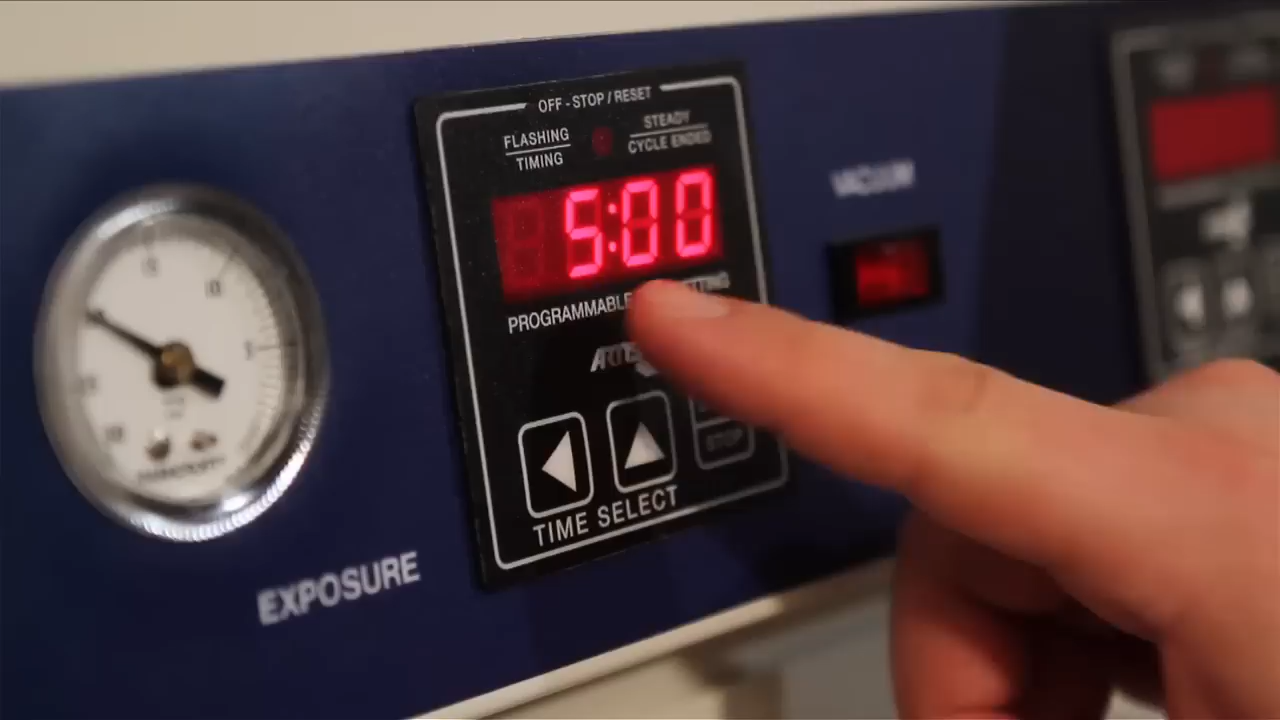 OFF - STOP / RESET
FLASHING
TIMING
STEADY
CYCLE ENDED
5:00
PROGRAMMABLE
TIME SELECT
STOP
VACUUM
EXPOSURE